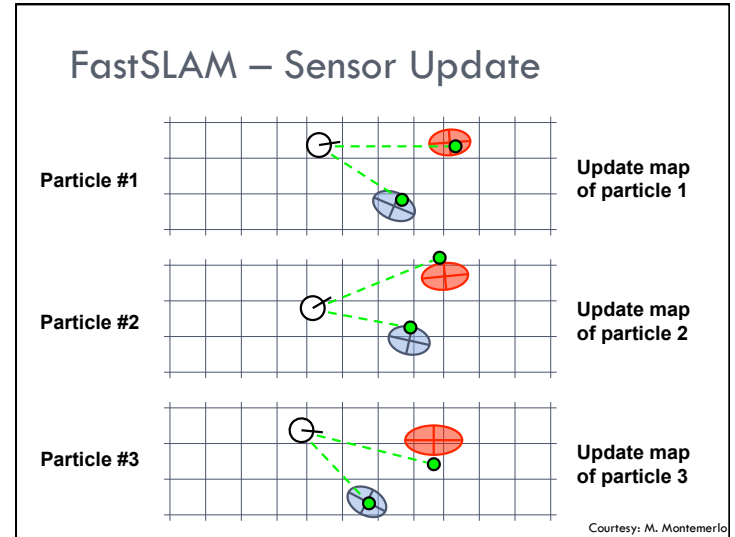 FastSLAM – Sensor Update
Particle #1
Update map
of particle 1
Particle #2
Update map
of particle 2
Particle #3
Update map
of particle 3
Courtesy: M. Montemerlo